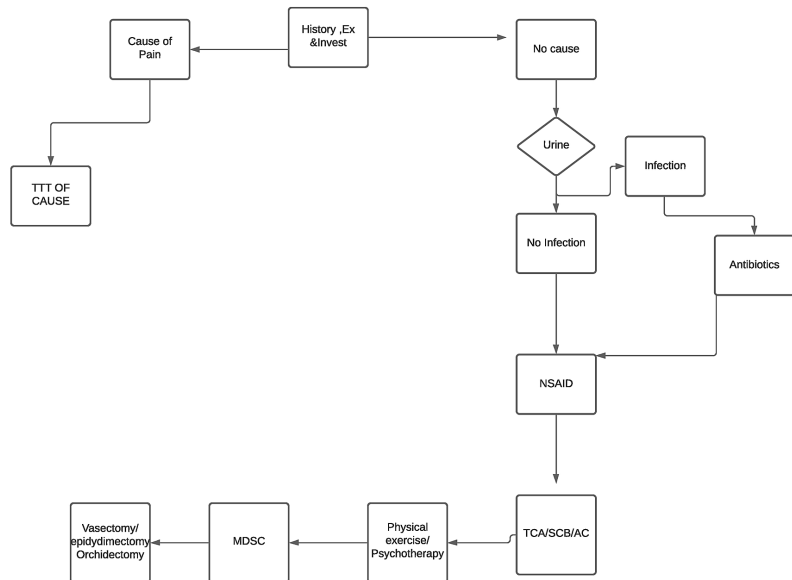 History ,Ex
&Invest
Cause of
Pain
No cause
Urine
Infection
TTT OF
CAUSE
No Infection
Antibiotics
NSAID
TCA/SCB/AC
Physical
exercise/
Psychotherapy
MDSC
Vasectomy/
epidydimectomy
Orchidectomy